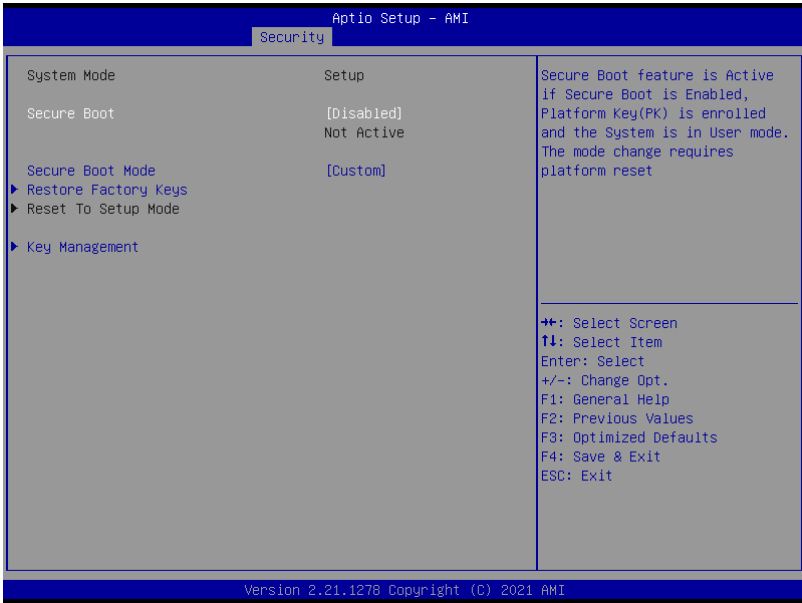 Aptio Setup – AMI
Security
System Mode Setup
Secure Boot [Disabled]
Not Active
Secure Boot Mode [Custom]
Restore Factory Keys
Reset To Setup Mode
Key Management
Secure Boot feature is Active
if Secure Boot is Enabled,
Platform Key(PK) is enrolled
and the System is in User mode.
The mode change requires
platform reset
→←: Select Screen
↑↓: Select Item
Enter: Select
+/-: Change Opt.
F1: General Help
F2: Previous Values
F3: Optimized Defaults
F4: Save & Exit
ESC: Exit
Version 2.21.1278 Copyright (C) 2021 AMI